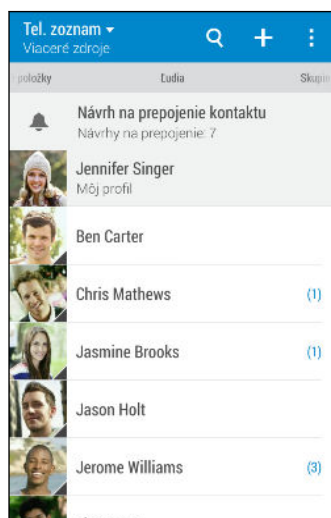 Tel. zoznam
Viaceré zdroje
položky Ľudia Skupin
Návrh na prepojenie kontaktu
Návrhy na prepojenie: 7
Jennifer Singer
Môj profil
Ben Carter
Chris Mathews (1)
Jasmine Brooks (1)
Jason Holt
Jerome Williams (3)